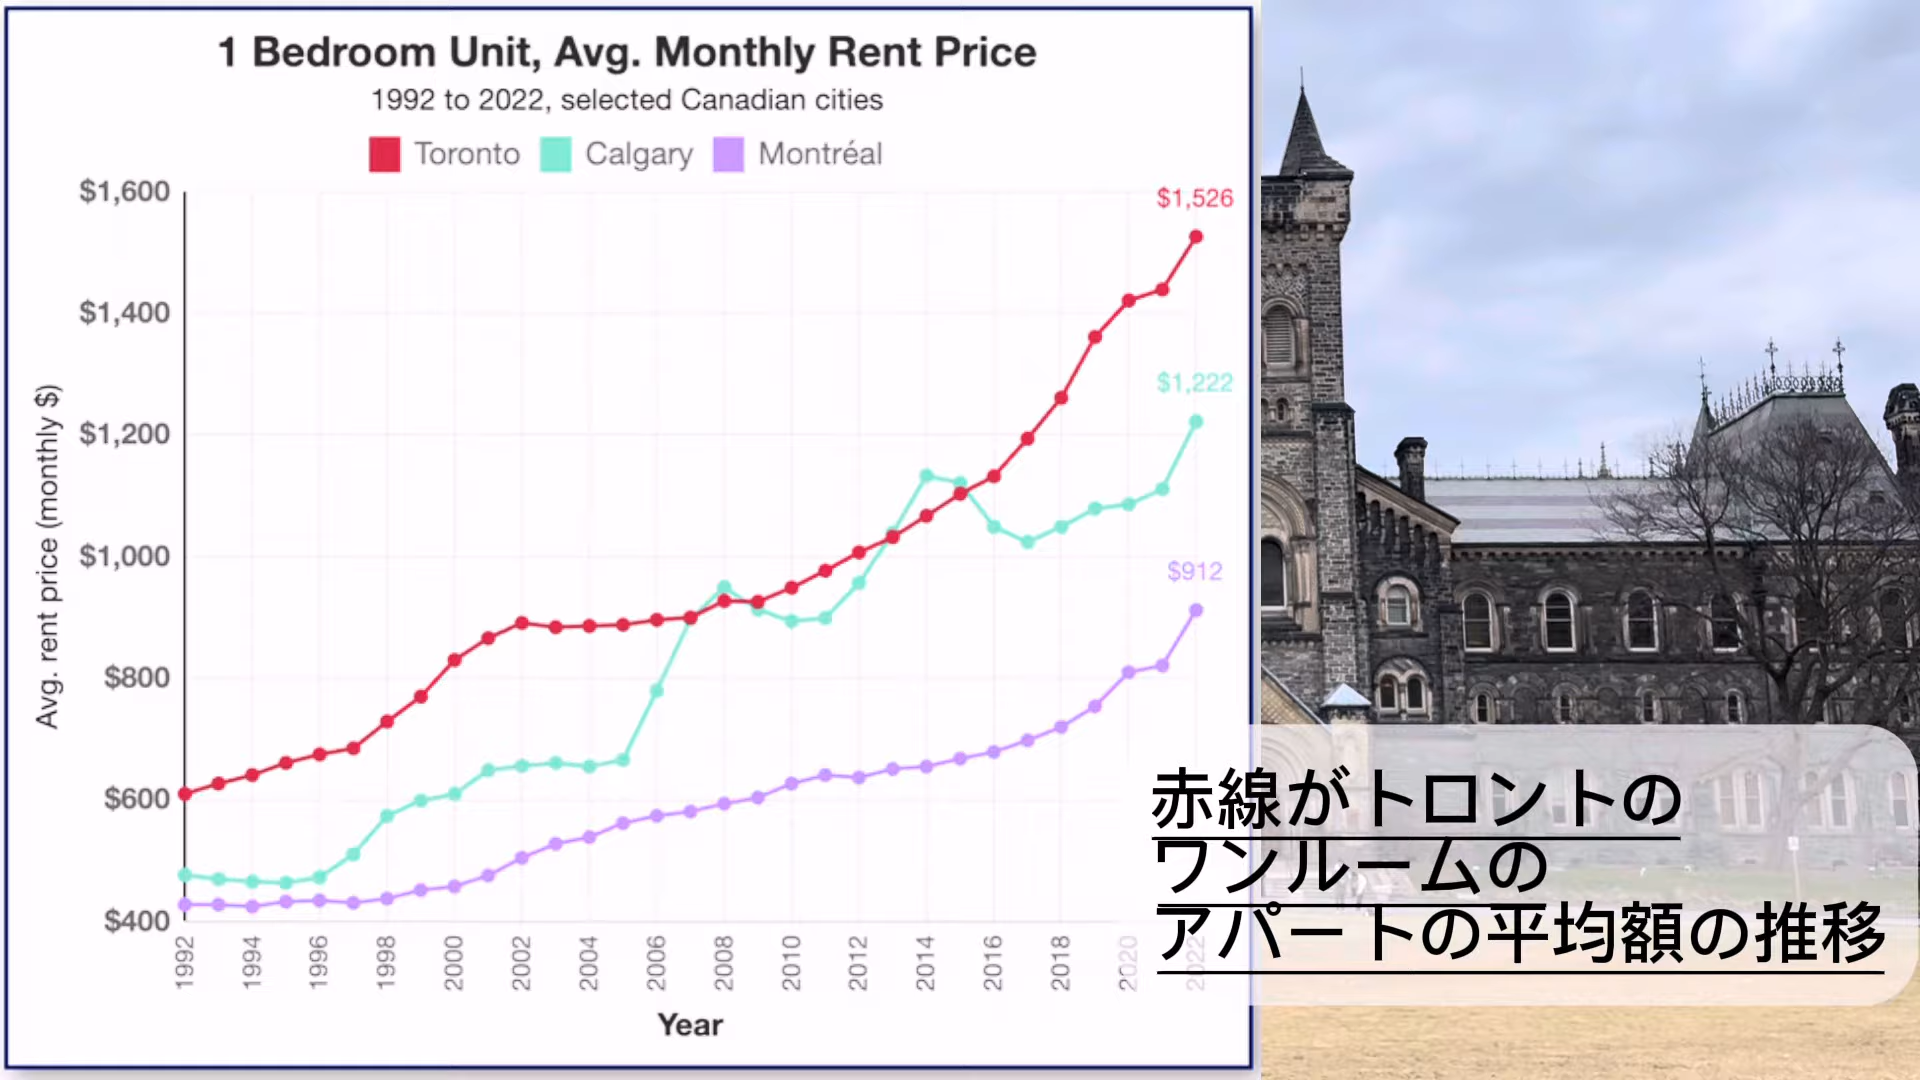 1 Bedroom Unit, Avg. Monthly Rent Price
1992 to 2022, selected Canadian cities
Toronto Calgary Montréal
$1,600
$1,400
$1,200
$1,000
$800
$600
$400
Avg. rent price (monthly $)
$1,526
$1,222
$912
1992 1994 1996 1998 2000 2002 2004 2006 2008 2010 2012 2014 2016 2018 2020 2022
Year
赤線がトロントの
ワンルームの
アパートの平均額の推移